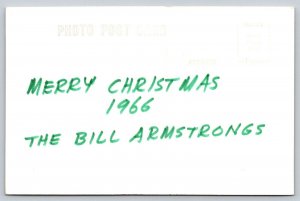 PHOTO POST CARD
MERRY CHRISTMAS
1966
THE BILL ARMSTRONGS